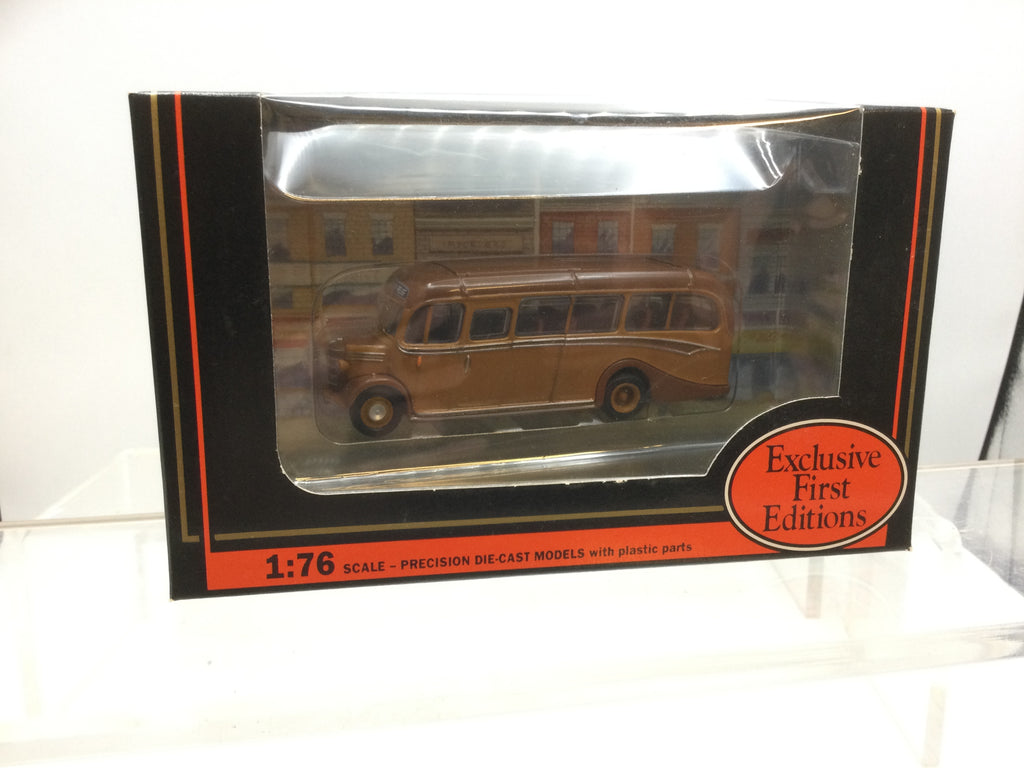 Exclusive
First
Editions
1:76 SCALE – PRECISION DIE-CAST MODELS with plastic parts